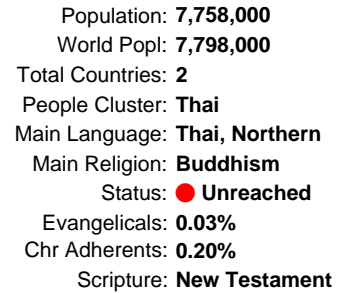 Population: 7,758,000
World Popl: 7,798,000
Total Countries: 2
People Cluster: Thai
Main Language: Thai, Northern
Main Religion: Buddhism
Status: Unreached
Evangelicals: 0.03%
Chr Adherents: 0.20%
Scripture: New Testament